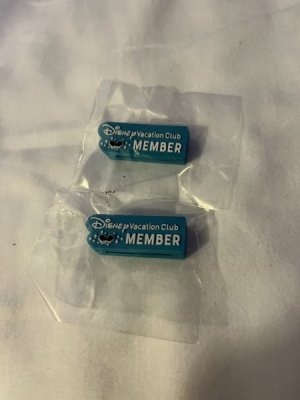 Disney Vacation Club
MEMBER
Disney Vacation Club
MEMBER